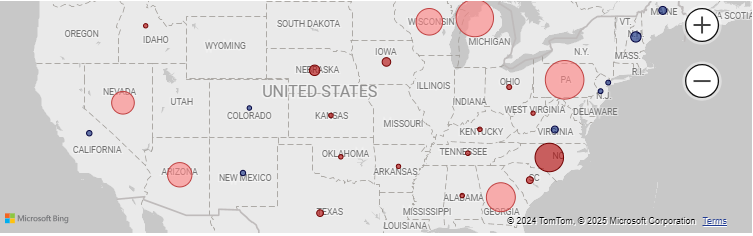 MAINE
A SCOTIA
SOUTH DAKOTA
WISCONSIN
VT.
OREGON
IDAHO
MICHIGAN
WYOMING
N.Y.
MASS.
IOWA
R.I.
NEBRASKA
OHIO
PA
NEVADA
ILLINOIS
UNITED STATES
N.J.
UTAH
INDIANA
COLORADO
WEST VIRGINIA
DELAWARE
KANSAS
MISSOURI
KENTUCKY
VIRGINIA
CALIFORNIA
OKLAHOMA
TENNESSEE
NC
ARIZONA
NEW MEXICO
ARKANSAS
SC
ALABAMA
TEXAS
MISSISSIPPI
GEORGIA
LOUISIANA
Microsoft Bing
© 2024 TomTom, © 2025 Microsoft Corporation Terms